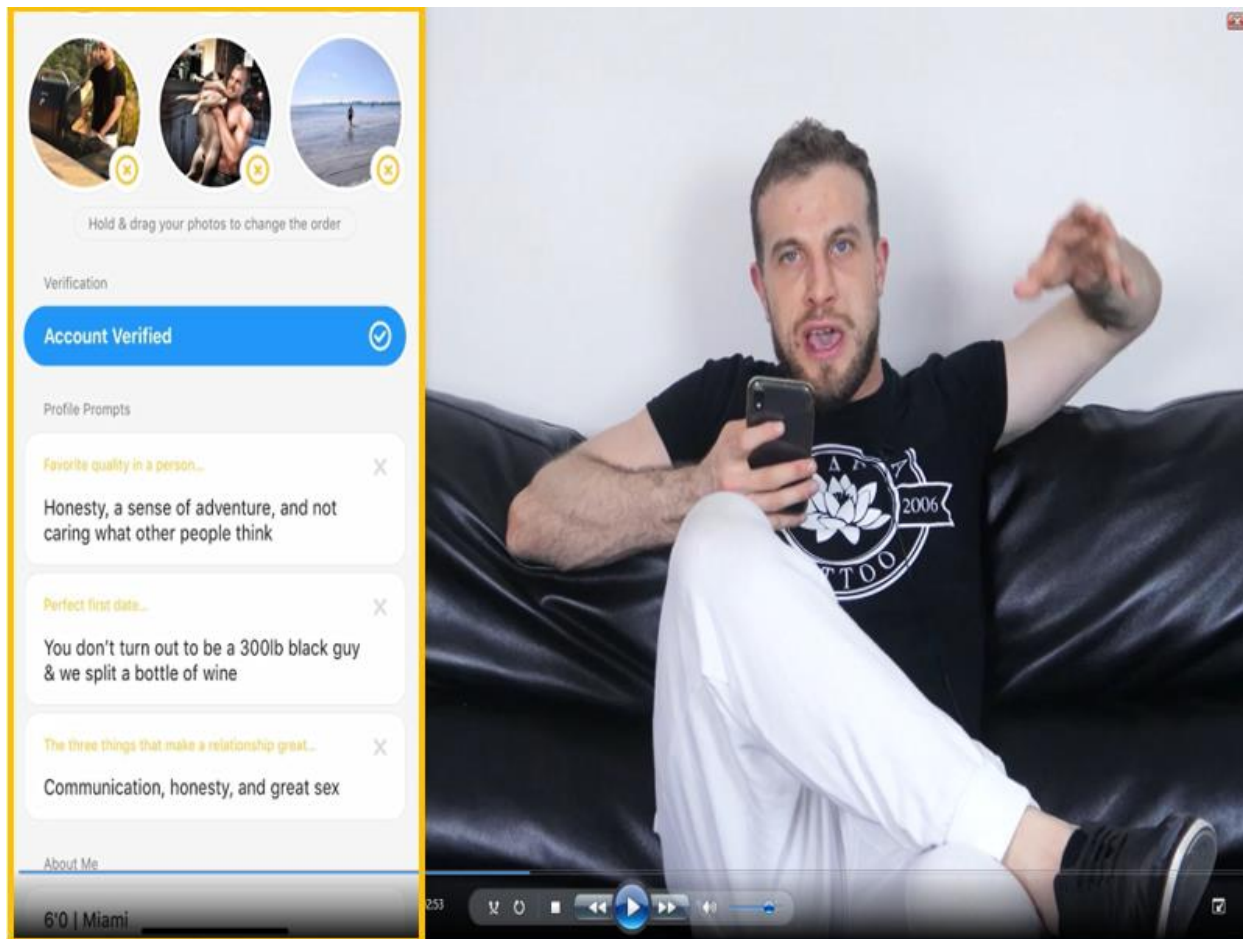 Hold & drag your photos to change the order
Verification
Account Verified
Profile Prompts
Favorite quality in a person...
Honesty, a sense of adventure, and not
caring what other people think
Perfect first date...
You don't turn out to be a 300lb black guy
& we split a bottle of wine
The three things that make a relationship great...
Communication, honesty, and great sex
About Me
6'0 | Miami
2006
TTOO
2:53